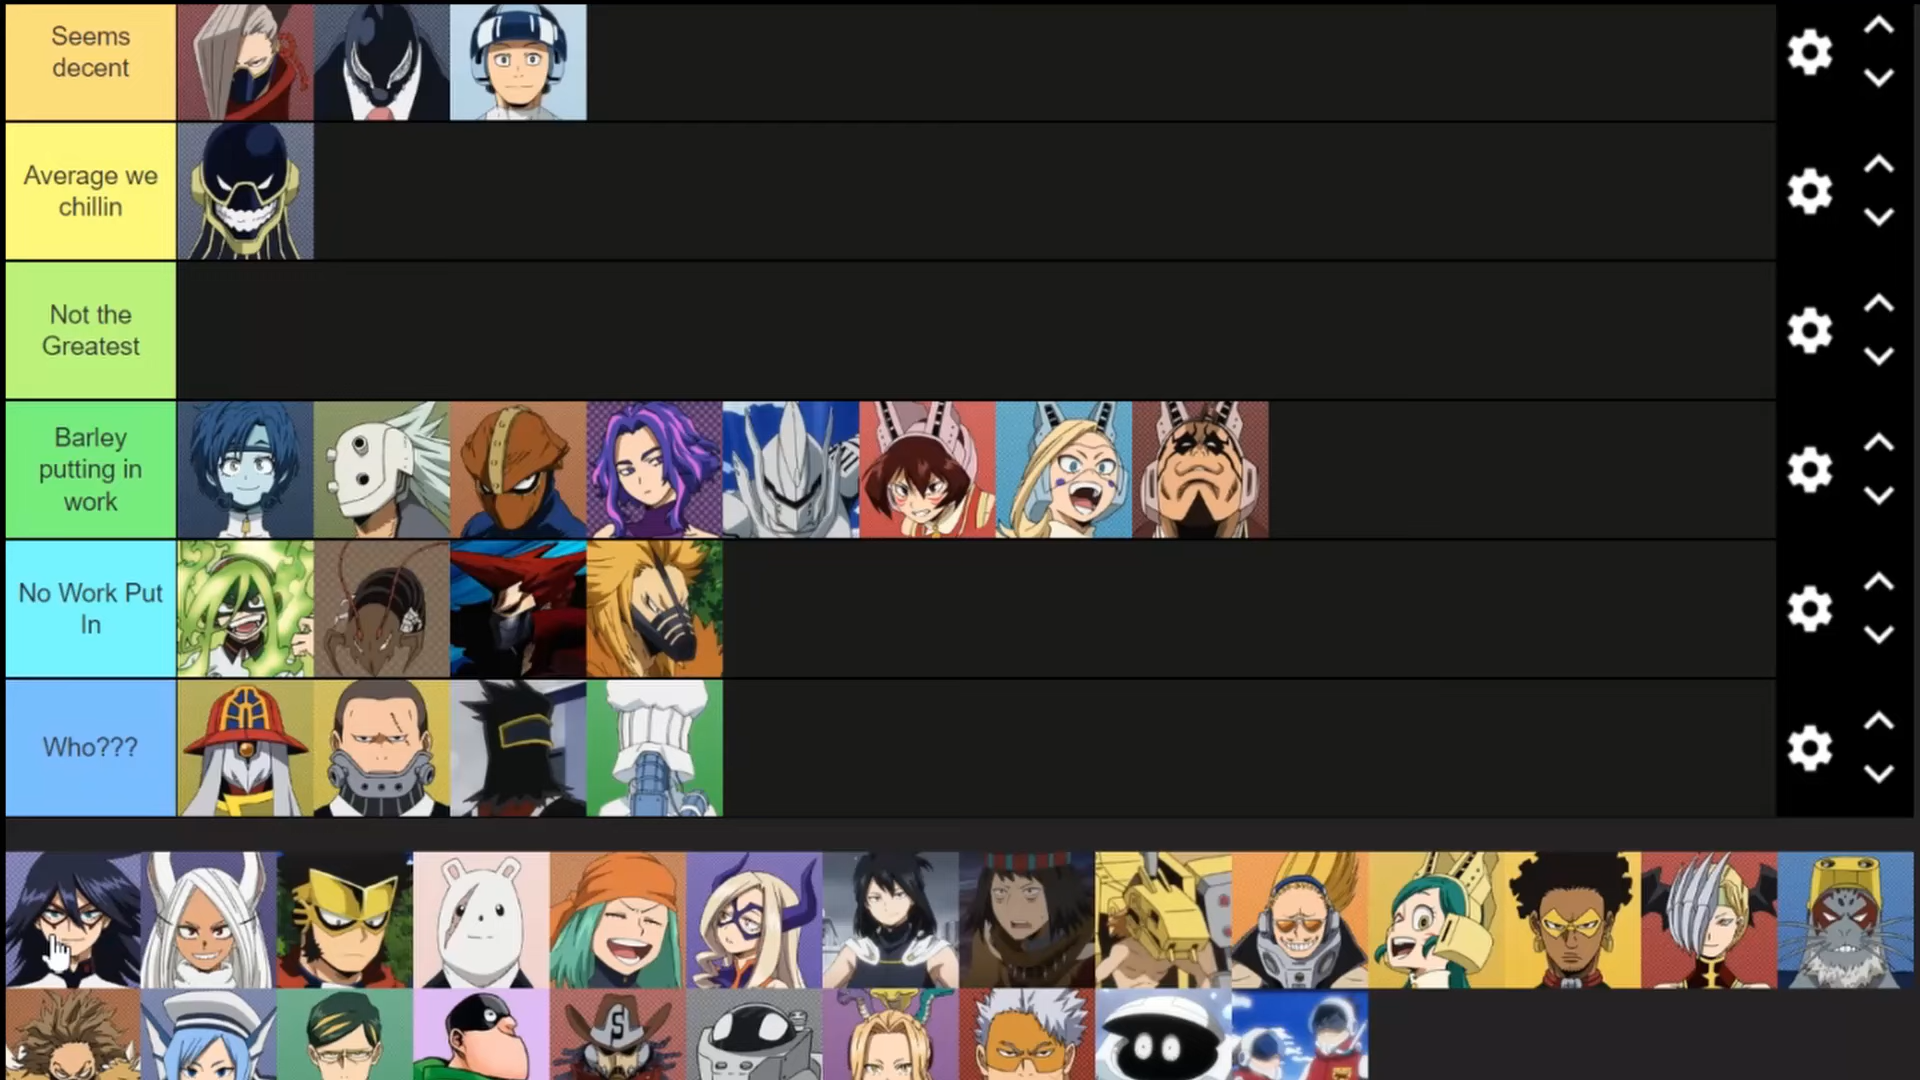 Seems
decent
Average we
chillin
Not the
Greatest
Barley
putting in
work
No Work Put
In
Who???
S